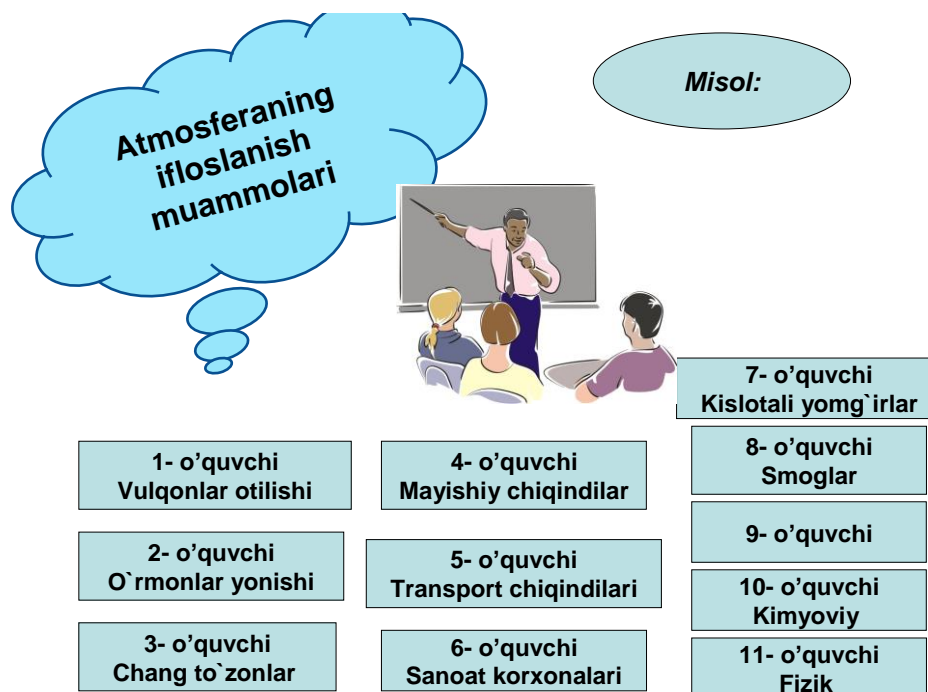 Atmosferaning
ifloslanish
muammolari
Misol:
1- o’quvchi
Vulqonlar otilishi
2- o’quvchi
O`rmonlar yonishi
3- o’quvchi
Chang to`zonlar
4- o’quvchi
Mayishiy chiqindilar
5- o’quvchi
Transport chiqindilari
6- o’quvchi
Sanoat korxonalari
7- o’quvchi
Kislotali yomg`irlar
8- o’quvchi
Smoglar
9- o’quvchi
10- o’quvchi
Kimyoviy
11- o’quvchi
Fizik